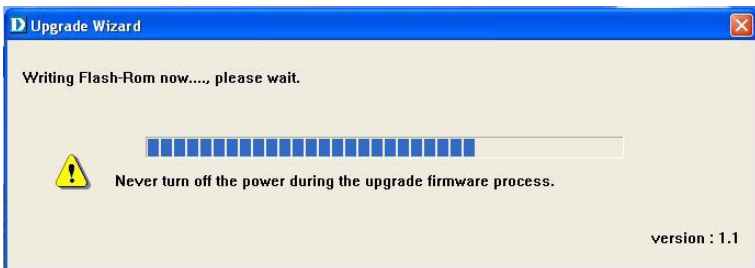 D Upgrade Wizard
Writing Flash-Rom now...., please wait.
Never turn off the power during the upgrade firmware process.
version : 1.1